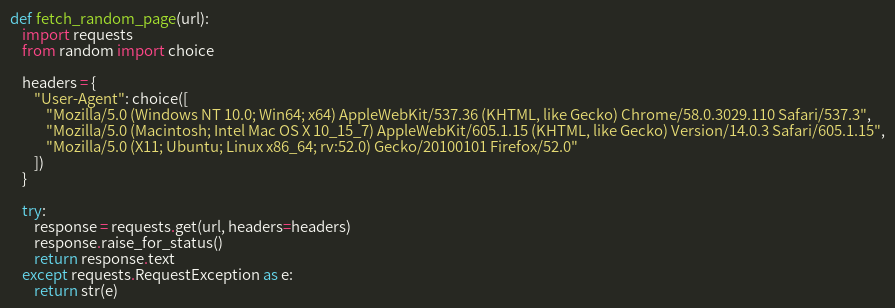 def fetch_random_page(url):
    import requests
    from random import choice

    headers = {
        "User-Agent": choice([
            "Mozilla/5.0 (Windows NT 10.0; Win64; x64) AppleWebKit/537.36 (KHTML, like Gecko) Chrome/58.0.3029.110 Safari/537.3",
            "Mozilla/5.0 (Macintosh; Intel Mac OS X 10_15_7) AppleWebKit/605.1.15 (KHTML, like Gecko) Version/14.0.3 Safari/605.1.15",
            "Mozilla/5.0 (X11; Ubuntu; Linux x86_64; rv:52.0) Gecko/20100101 Firefox/52.0"
        ])
    }

    try:
        response = requests.get(url, headers=headers)
        response.raise_for_status()
        return response.text
    except requests.RequestException as e:
        return str(e)